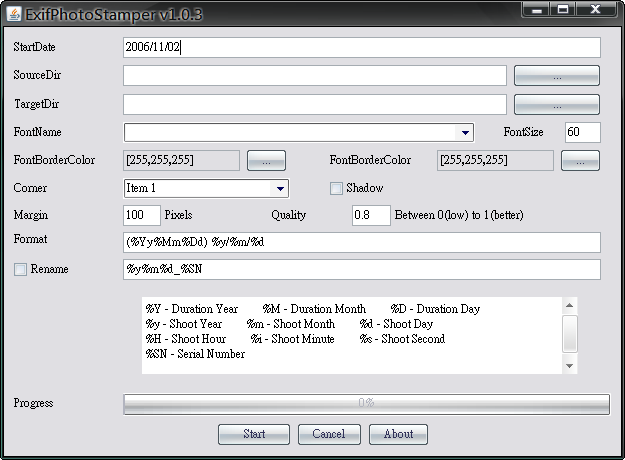 ExifPhotoStamper v1.0.3
StartDate 2006/11/02
SourceDir ...
TargetDir ...
FontName FontSize 60
FontBorderColor [255,255,255] ... FontBorderColor [255,255,255] ...
Corner Item 1 Shadow
Margin 100 Pixels Quality 0.8 Between 0(low) to 1(better)
Format (%Yy%Mm%Dd) %y/%m/%d
Rename %y%m%d_%SN
%Y - Duration Year %M - Duration Month %D - Duration Day
%y - Shoot Year %m - Shoot Month %d - Shoot Day
%H - Shoot Hour %i - Shoot Minute %s - Shoot Second
%SN - Serial Number
Progress 0%
Start Cancel About